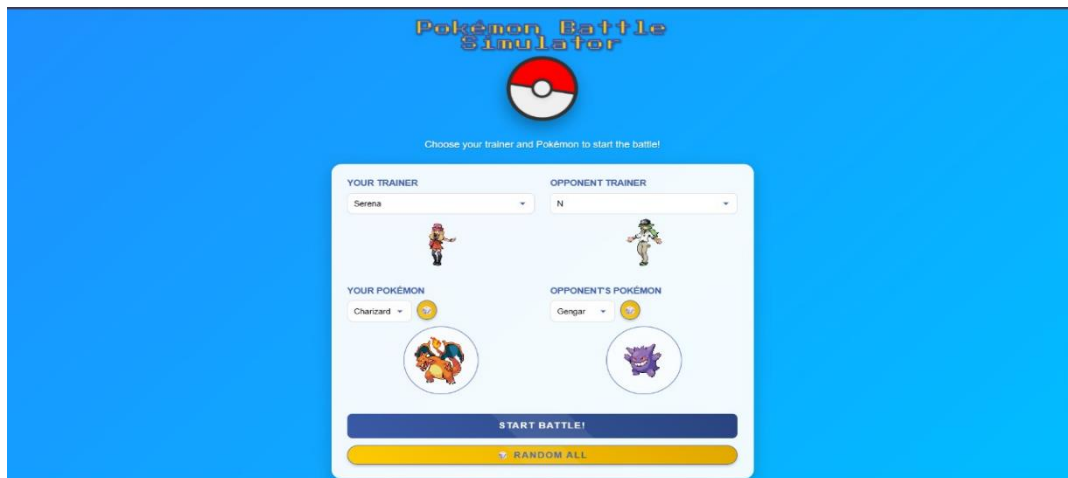 Pokémon Battle
Simulator
Choose your trainer and Pokémon to start the battle!
YOUR TRAINER
OPPONENT TRAINER
Serena
N
YOUR POKÉMON
OPPONENT'S POKÉMON
Charizard
Gengar
START BATTLE!
RANDOM ALL